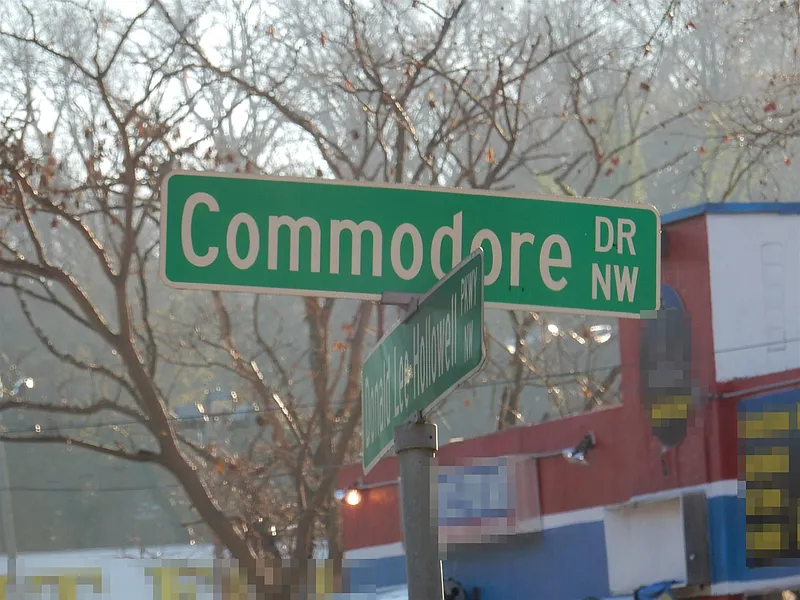 Commodore DR
NW
Donald Lee Hollowell PKWY
NW